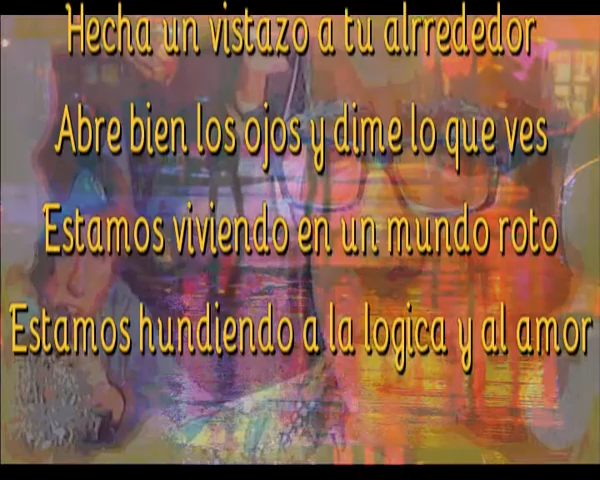 Hecha un vistazo a tu alrrededor
Abre bien los ojos y dime lo que ves
Estamos viviendo en un mundo roto
Estamos hundiendo a la logica y al amor